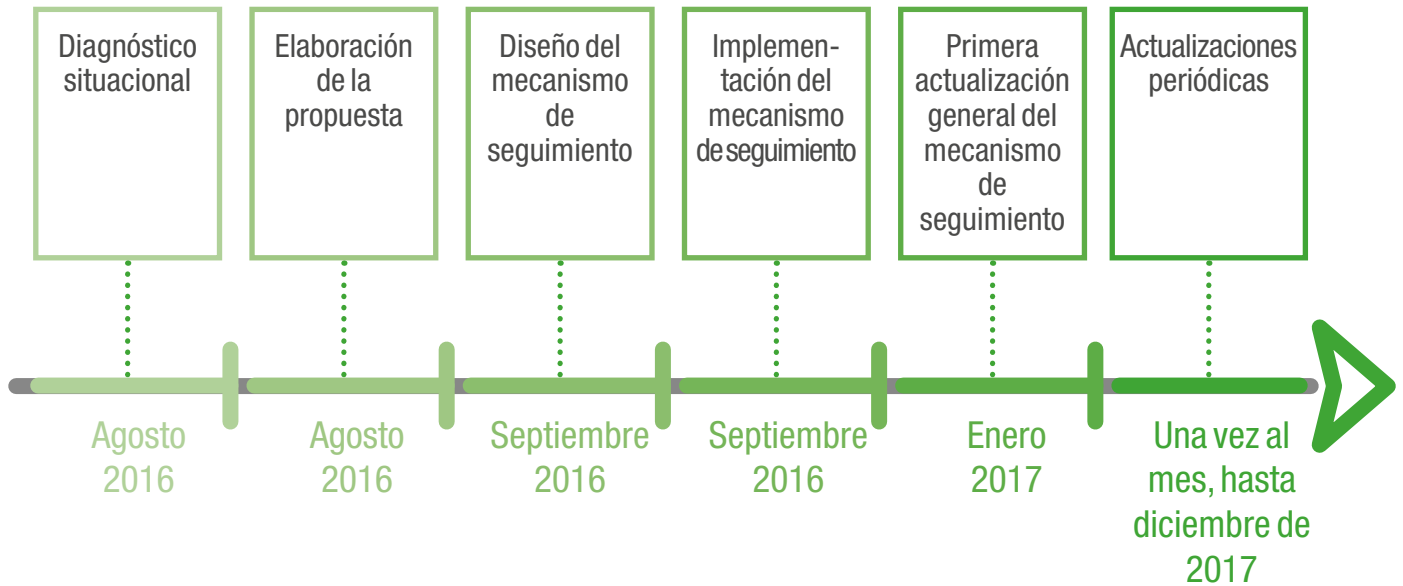 Diagnóstico
situacional
Elaboración
de la
propuesta
Diseño del
mecanismo
de
seguimiento
Implemen-
tación del
mecanismo
de seguimiento
Primera
actualización
general del
mecanismo
de
seguimiento
Actualizaciones
periódicas
Agosto
2016
Agosto
2016
Septiembre
2016
Septiembre
2016
Enero
2017
Una vez al
mes, hasta
diciembre de
2017